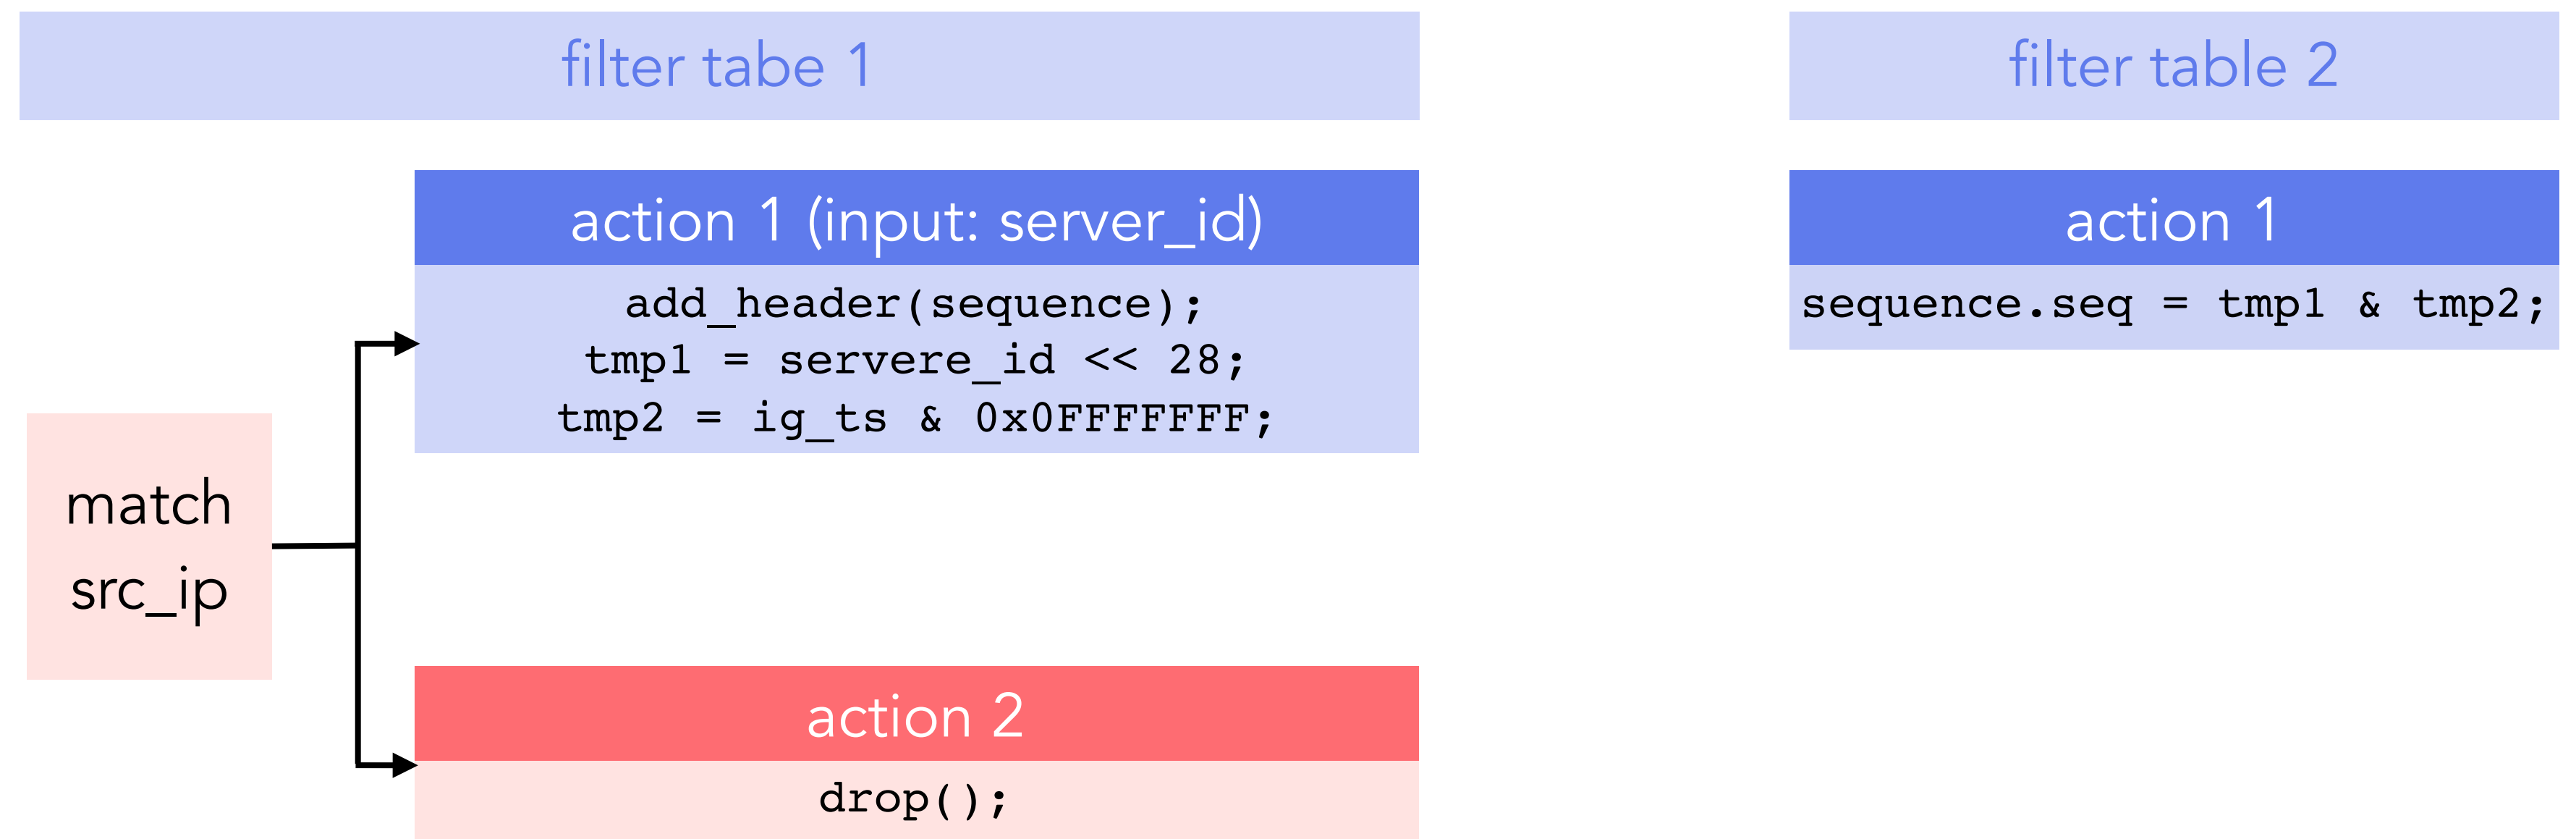 filter tabe 1
filter table 2
action 1 (input: server_id)
add_header(sequence);
tmp1 = servere_id << 28;
tmp2 = ig_ts & 0x0FFFFFFF;
action 1
sequence.seq = tmp1 & tmp2;
match
src_ip
action 2
drop();